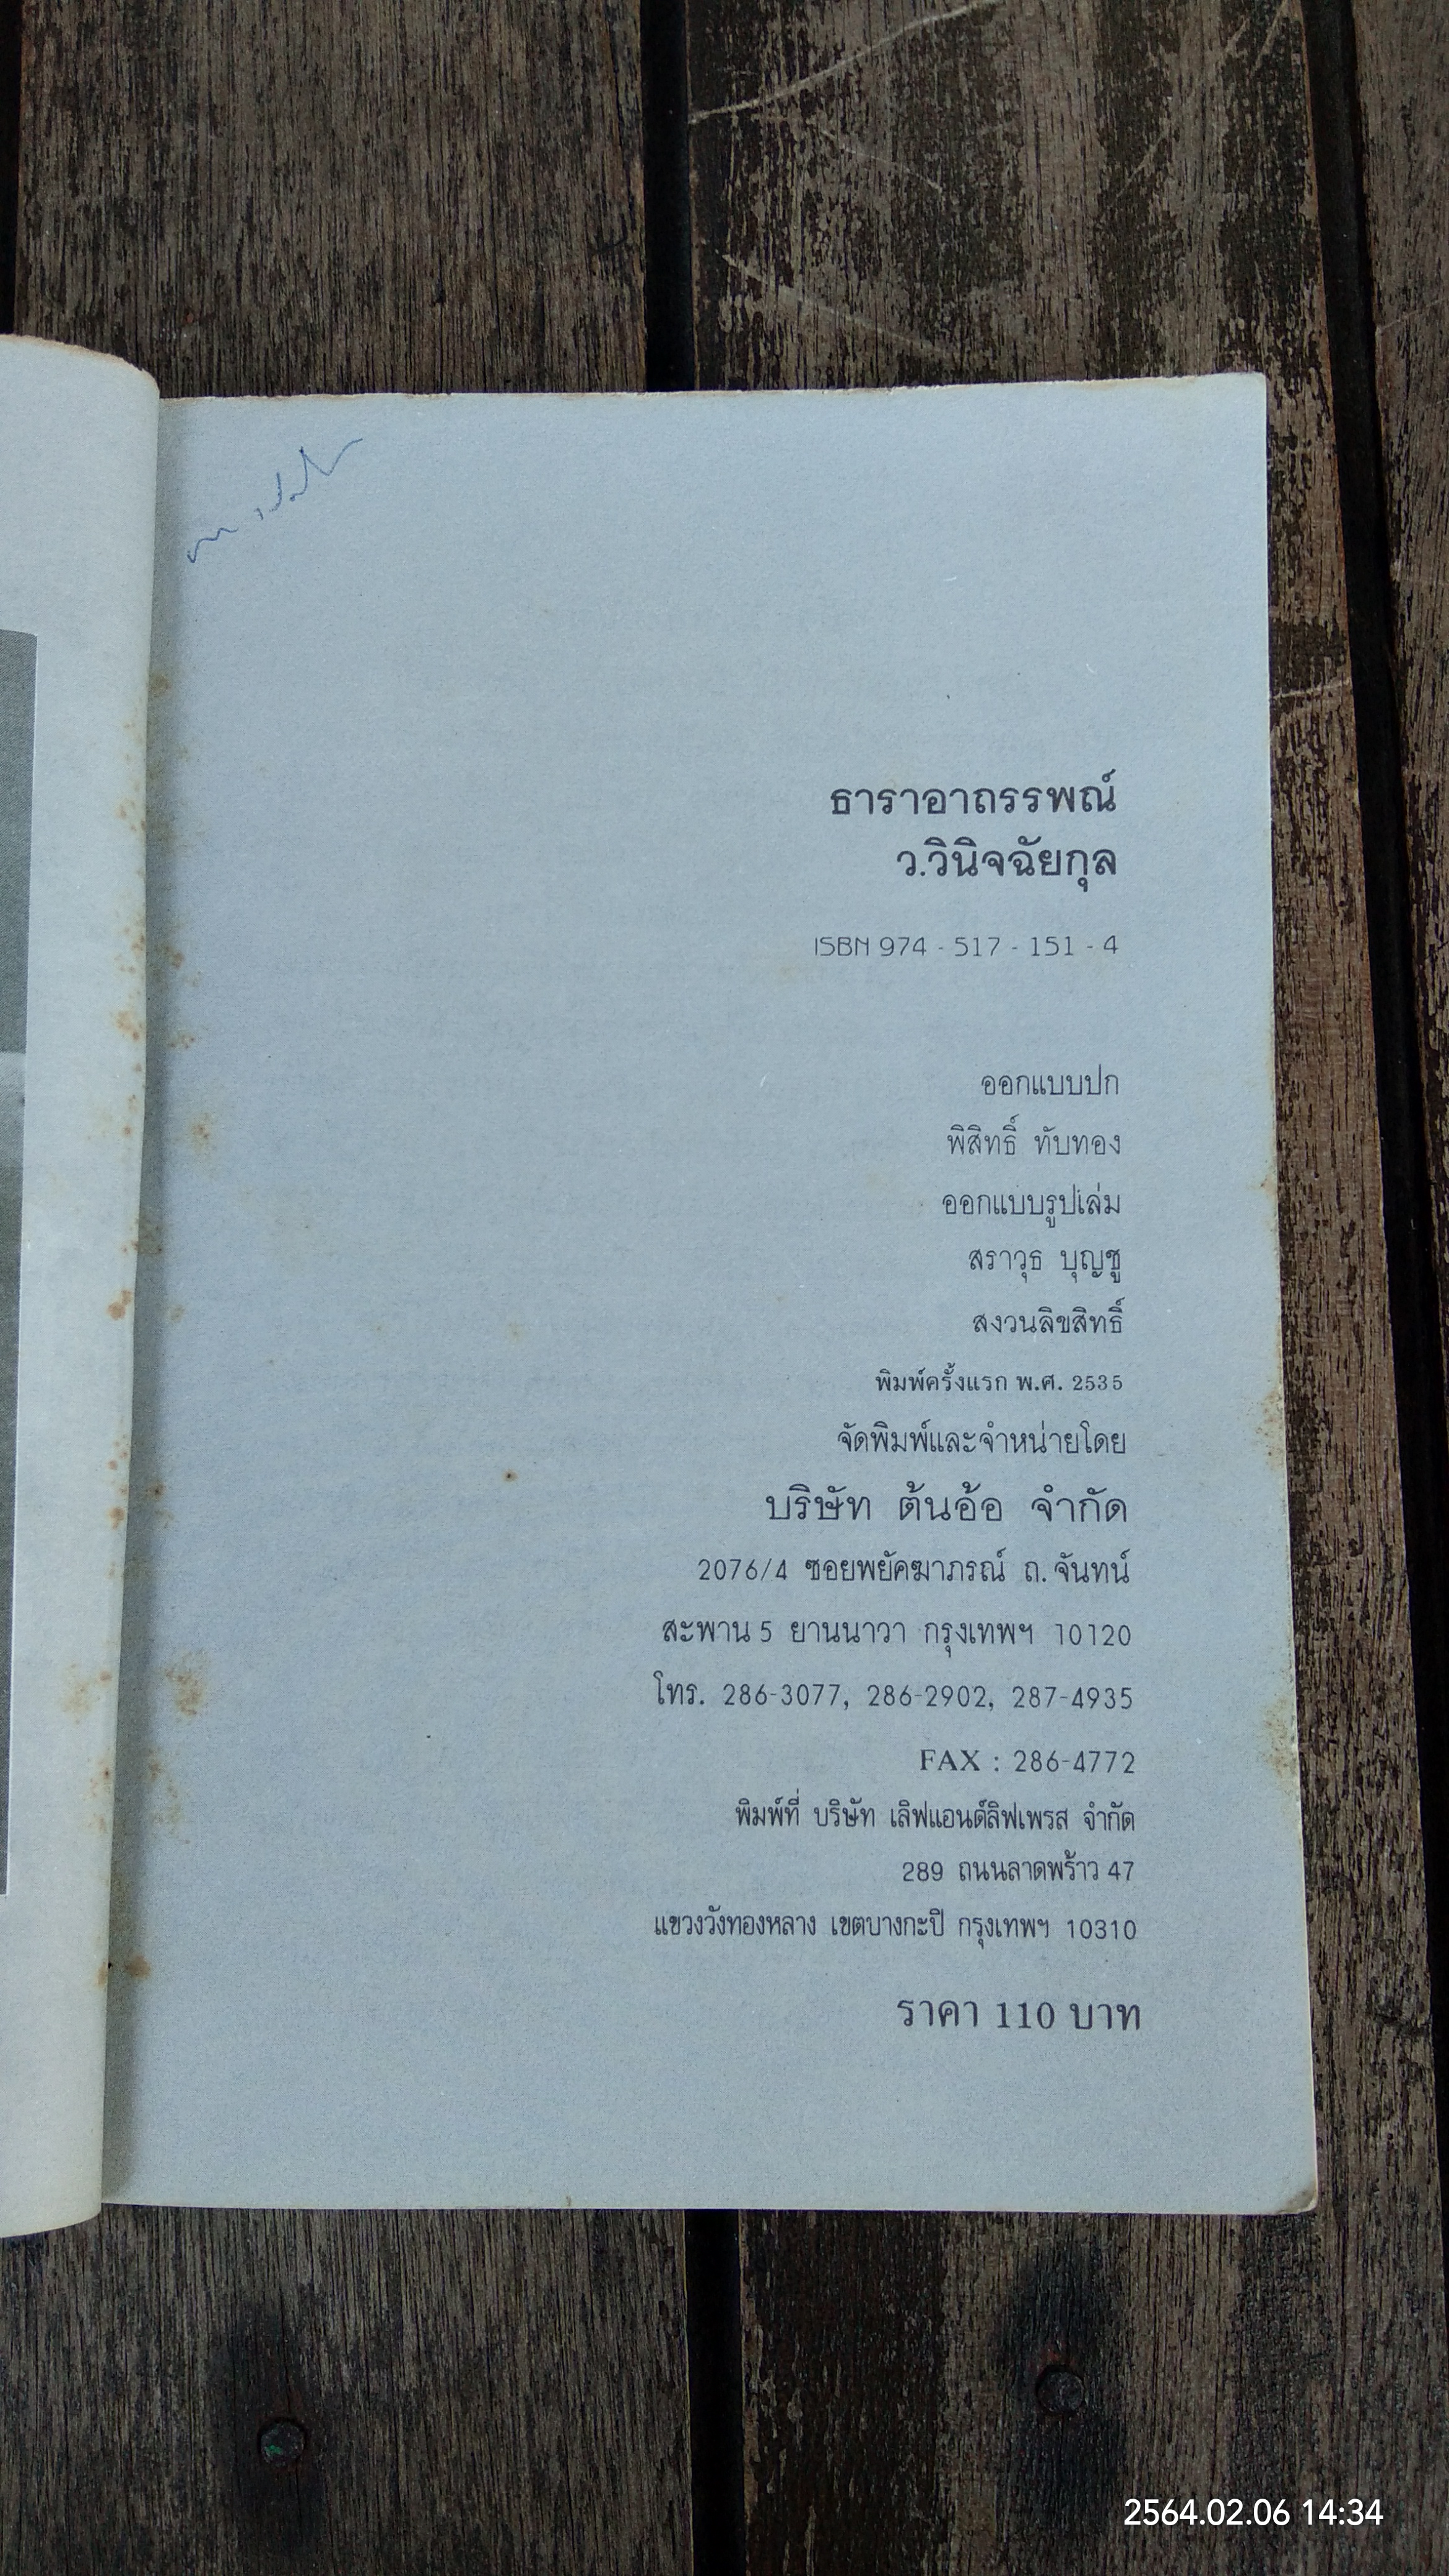 ธาราอาถรรพณ์
ว.วินิจฉัยกุล
ISBN 974 - 517 - 151 - 4
ออกแบบปก
พิสิทธิ์ ทับทอง
ออกแบบรูปเล่ม
สราวุธ บุญชู
สงวนลิขสิทธิ์
พิมพ์ครั้งแรก พ.ศ. 2535
จัดพิมพ์และจำหน่ายโดย
บริษัท ต้นอ้อ จำกัด
2076/4 ซอยพยัคฆาภรณ์ ถ. จันทน์
สะพาน 5 ยานนาวา กรุงเทพฯ 10120
โทร. 286-3077, 286-2902, 287-4935
FAX : 286-4772
พิมพ์ที่ บริษัท เลิฟแอนด์ลิฟเพรส จำกัด
289 ถนนลาดพร้าว 47
แขวงวังทองหลาง เขตบางกะปิ กรุงเทพฯ 10310
ราคา 110 บาท
2564.02.06 14:34